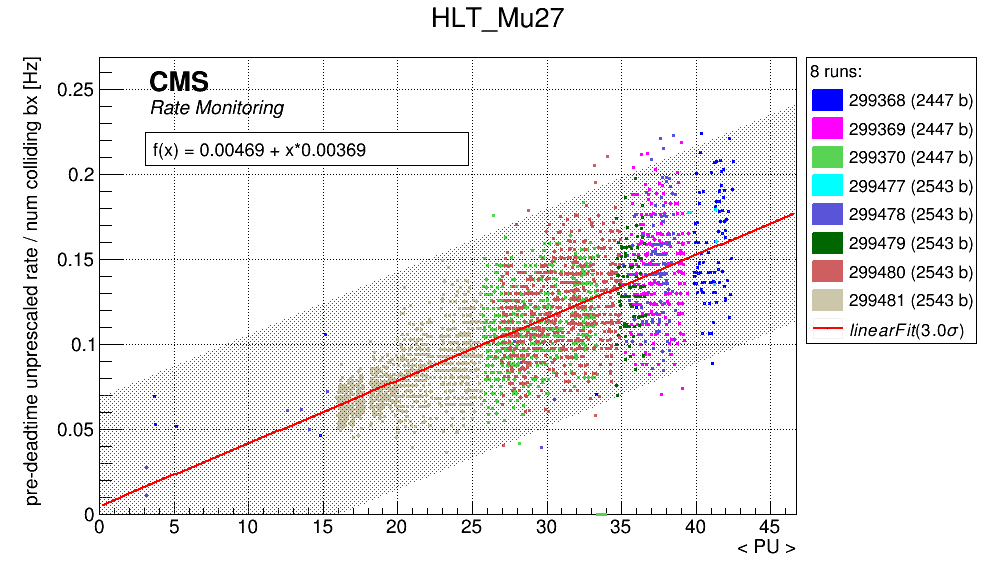 HLT_Mu27
pre-deadtime unprescaled rate / num colliding bx [Hz]
0.25
0.2
0.15
0.1
0.05
0
CMS
Rate Monitoring
f(x) = 0.00469 + x*0.00369
0 5 10 15 20 25 30 35 40 45
< PU >
8 runs:
299368 (2447 b)
299369 (2447 b)
299370 (2447 b)
299477 (2543 b)
299478 (2543 b)
299479 (2543 b)
299480 (2543 b)
299481 (2543 b)
linearFit(3.0σ)